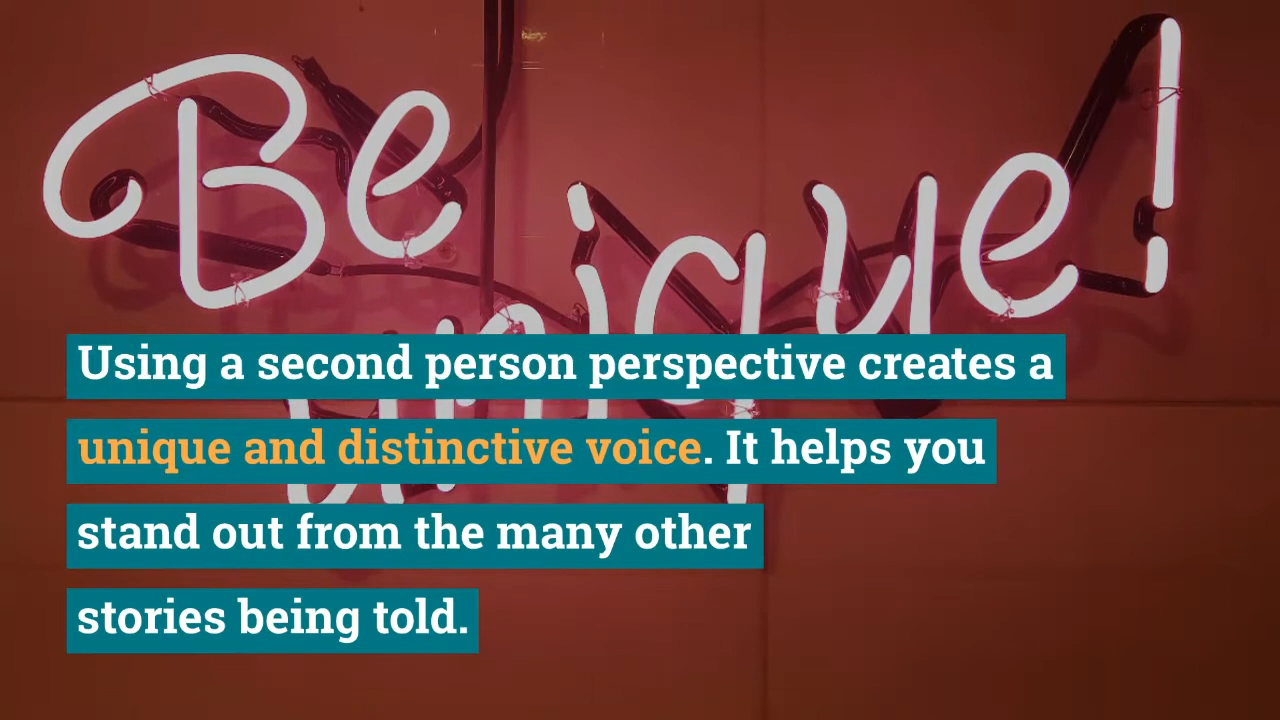 Be
unique!
Using a second person perspective creates a
unique and distinctive voice. It helps you
stand out from the many other
stories being told.